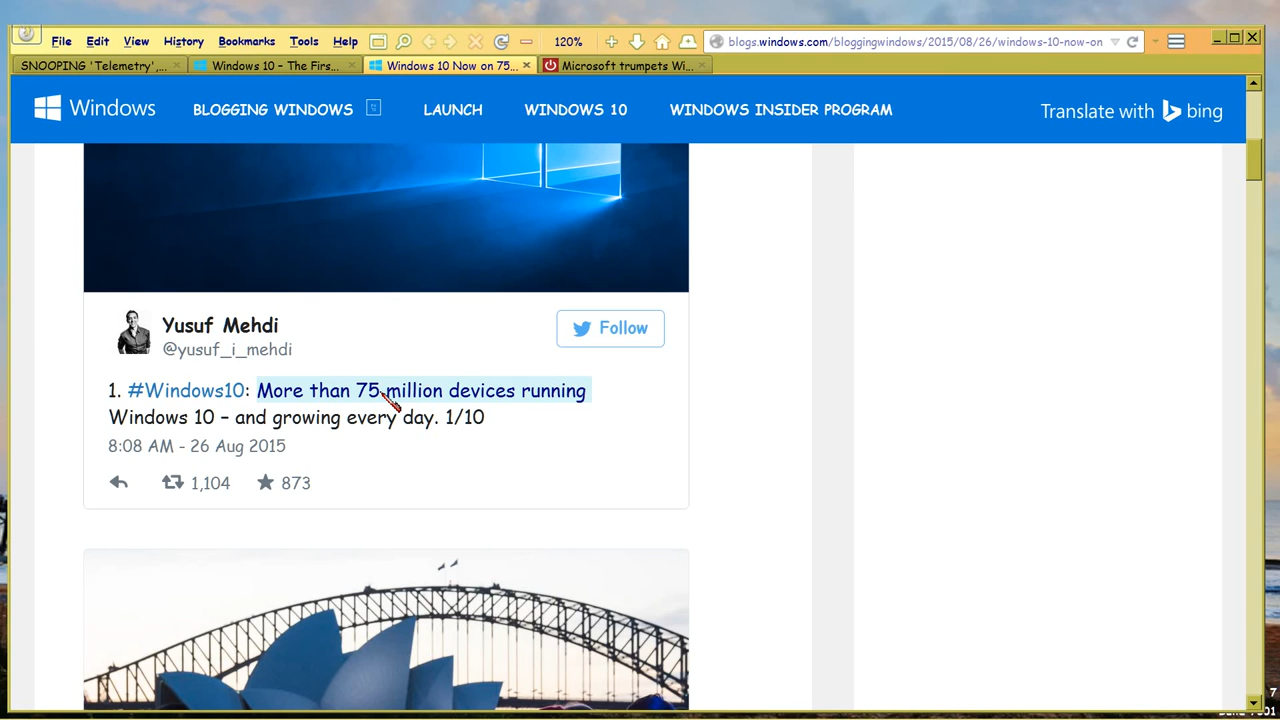 File Edit View History Bookmarks Tools Help 120% blogs.windows.com/bloggingwindows/2015/08/26/windows-10-now-on
SNOOPING 'Telemetry',... Windows 10 – The Firs... Windows 10 Now on 75... Microsoft trumpets Wi...
Windows BLOGGING WINDOWS LAUNCH WINDOWS 10 WINDOWS INSIDER PROGRAM Translate with bing
Yusuf Mehdi
Follow
@yusuf_i_mehdi
1. #Windows10: More than 75 million devices running
Windows 10 – and growing every day. 1/10
8:08 AM - 26 Aug 2015
1,104 873
7